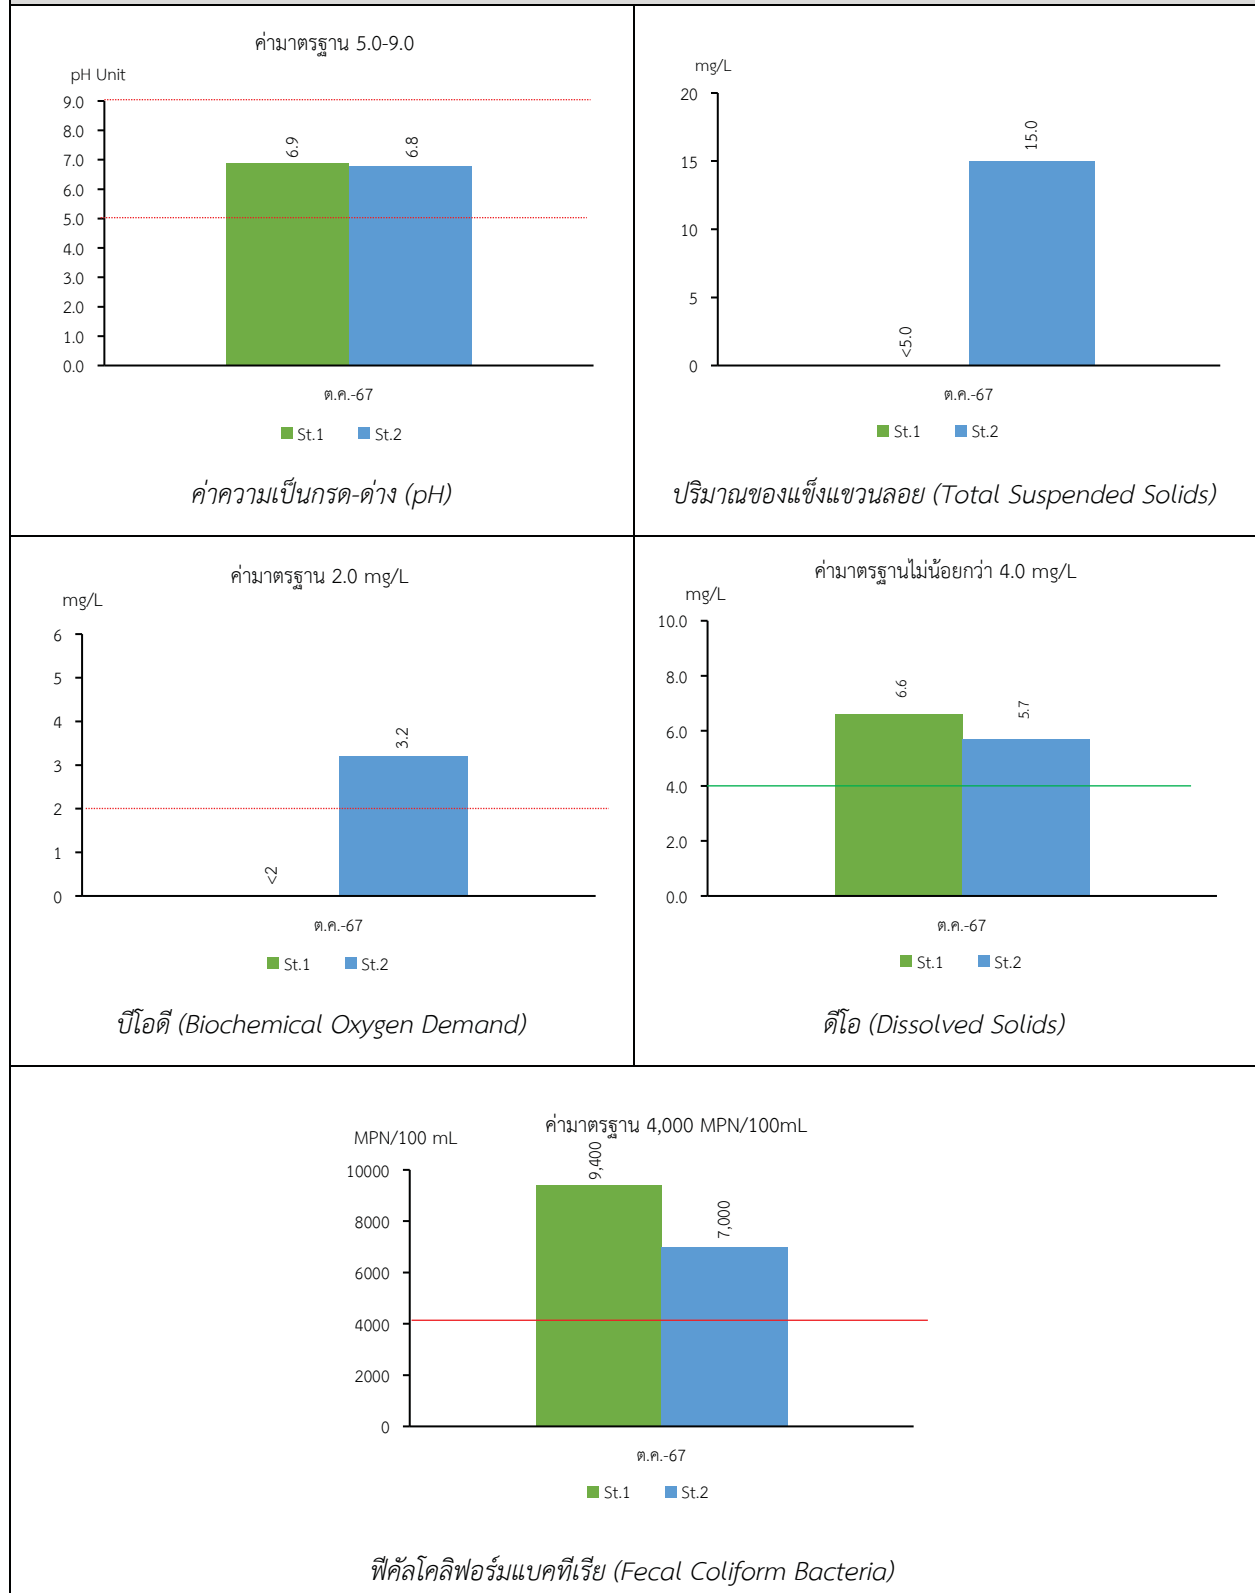 ค่ามาตรฐาน 5.0-9.0
pH Unit
9.0
8.0
7.0
6.0
5.0
4.0
3.0
2.0
1.0
0.0
6.9
6.8
ต.ค.-67
St.1 St.2
ค่าความเป็นกรด-ด่าง (pH)
mg/L
20
15
10
5
0
<5.0
15.0
ต.ค.-67
St.1 St.2
ปริมาณของแข็งแขวนลอย (Total Suspended Solids)
ค่ามาตรฐาน 2.0 mg/L
mg/L
6
5
4
3
2
1
0
<2
3.2
ต.ค.-67
St.1 St.2
บีโอดี (Biochemical Oxygen Demand)
ค่ามาตรฐานไม่น้อยกว่า 4.0 mg/L
mg/L
10.0
8.0
6.0
4.0
2.0
0.0
6.6
5.7
ต.ค.-67
St.1 St.2
ดีโอ (Dissolved Solids)
ค่ามาตรฐาน 4,000 MPN/100mL
MPN/100 mL
10000
8000
6000
4000
2000
0
9,400
7,000
ต.ค.-67
St.1 St.2
ฟีคัลโคลิฟอร์มแบคทีเรีย (Fecal Coliform Bacteria)